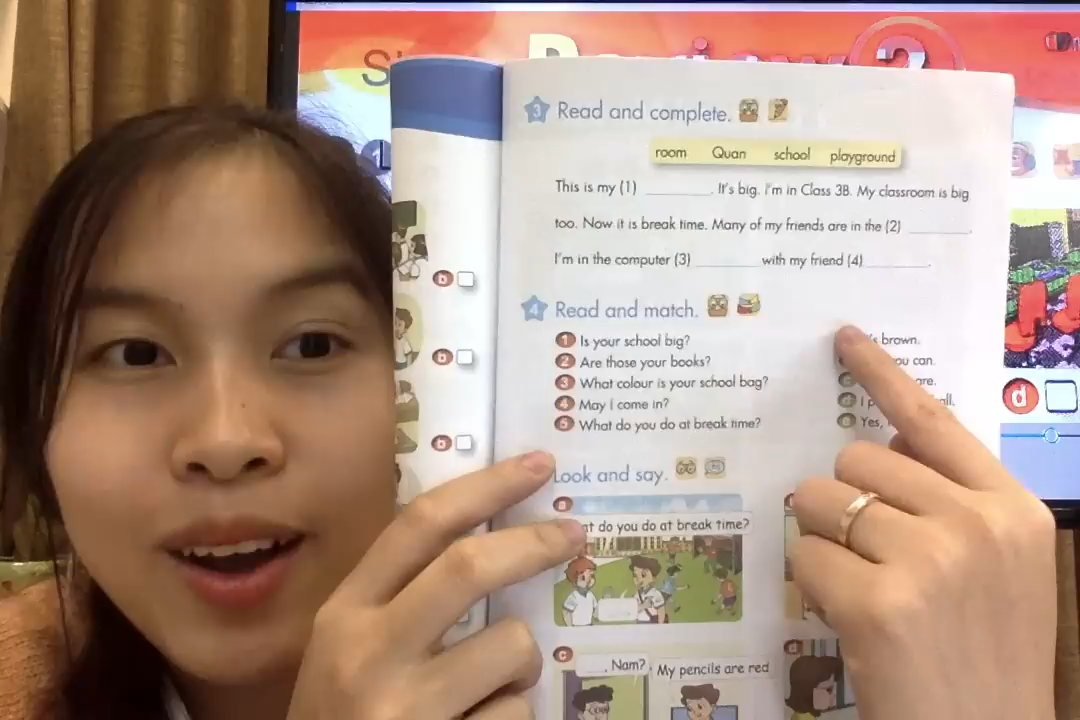 Review 2
3 Read and complete.
room Quan school playground
This is my (1) ________. It's big. I'm in Class 3B. My classroom is big
too. Now it is break time. Many of my friends are in the (2) ________.
I'm in the computer (3) ________ with my friend (4) ________.
4 Read and match.
1 Is your school big?
2 Are those your books?
3 What colour is your school bag?
4 May I come in?
5 What do you do at break time?
brown.
can.
are.
d I
e Yes,
b
b
b
Look and say.
a
do you do at break time?
c
____, Nam?
My pencils are red
d
d